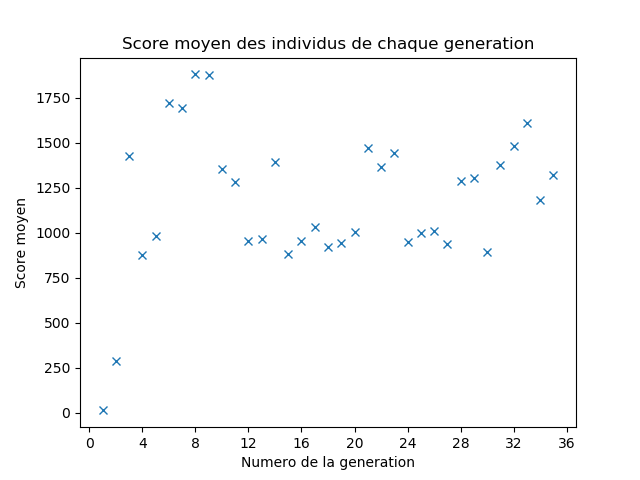 Score moyen des individus de chaque generation
Score moyen
1750
1500
1250
1000
750
500
250
0
0 4 8 12 16 20 24 28 32 36
Numero de la generation